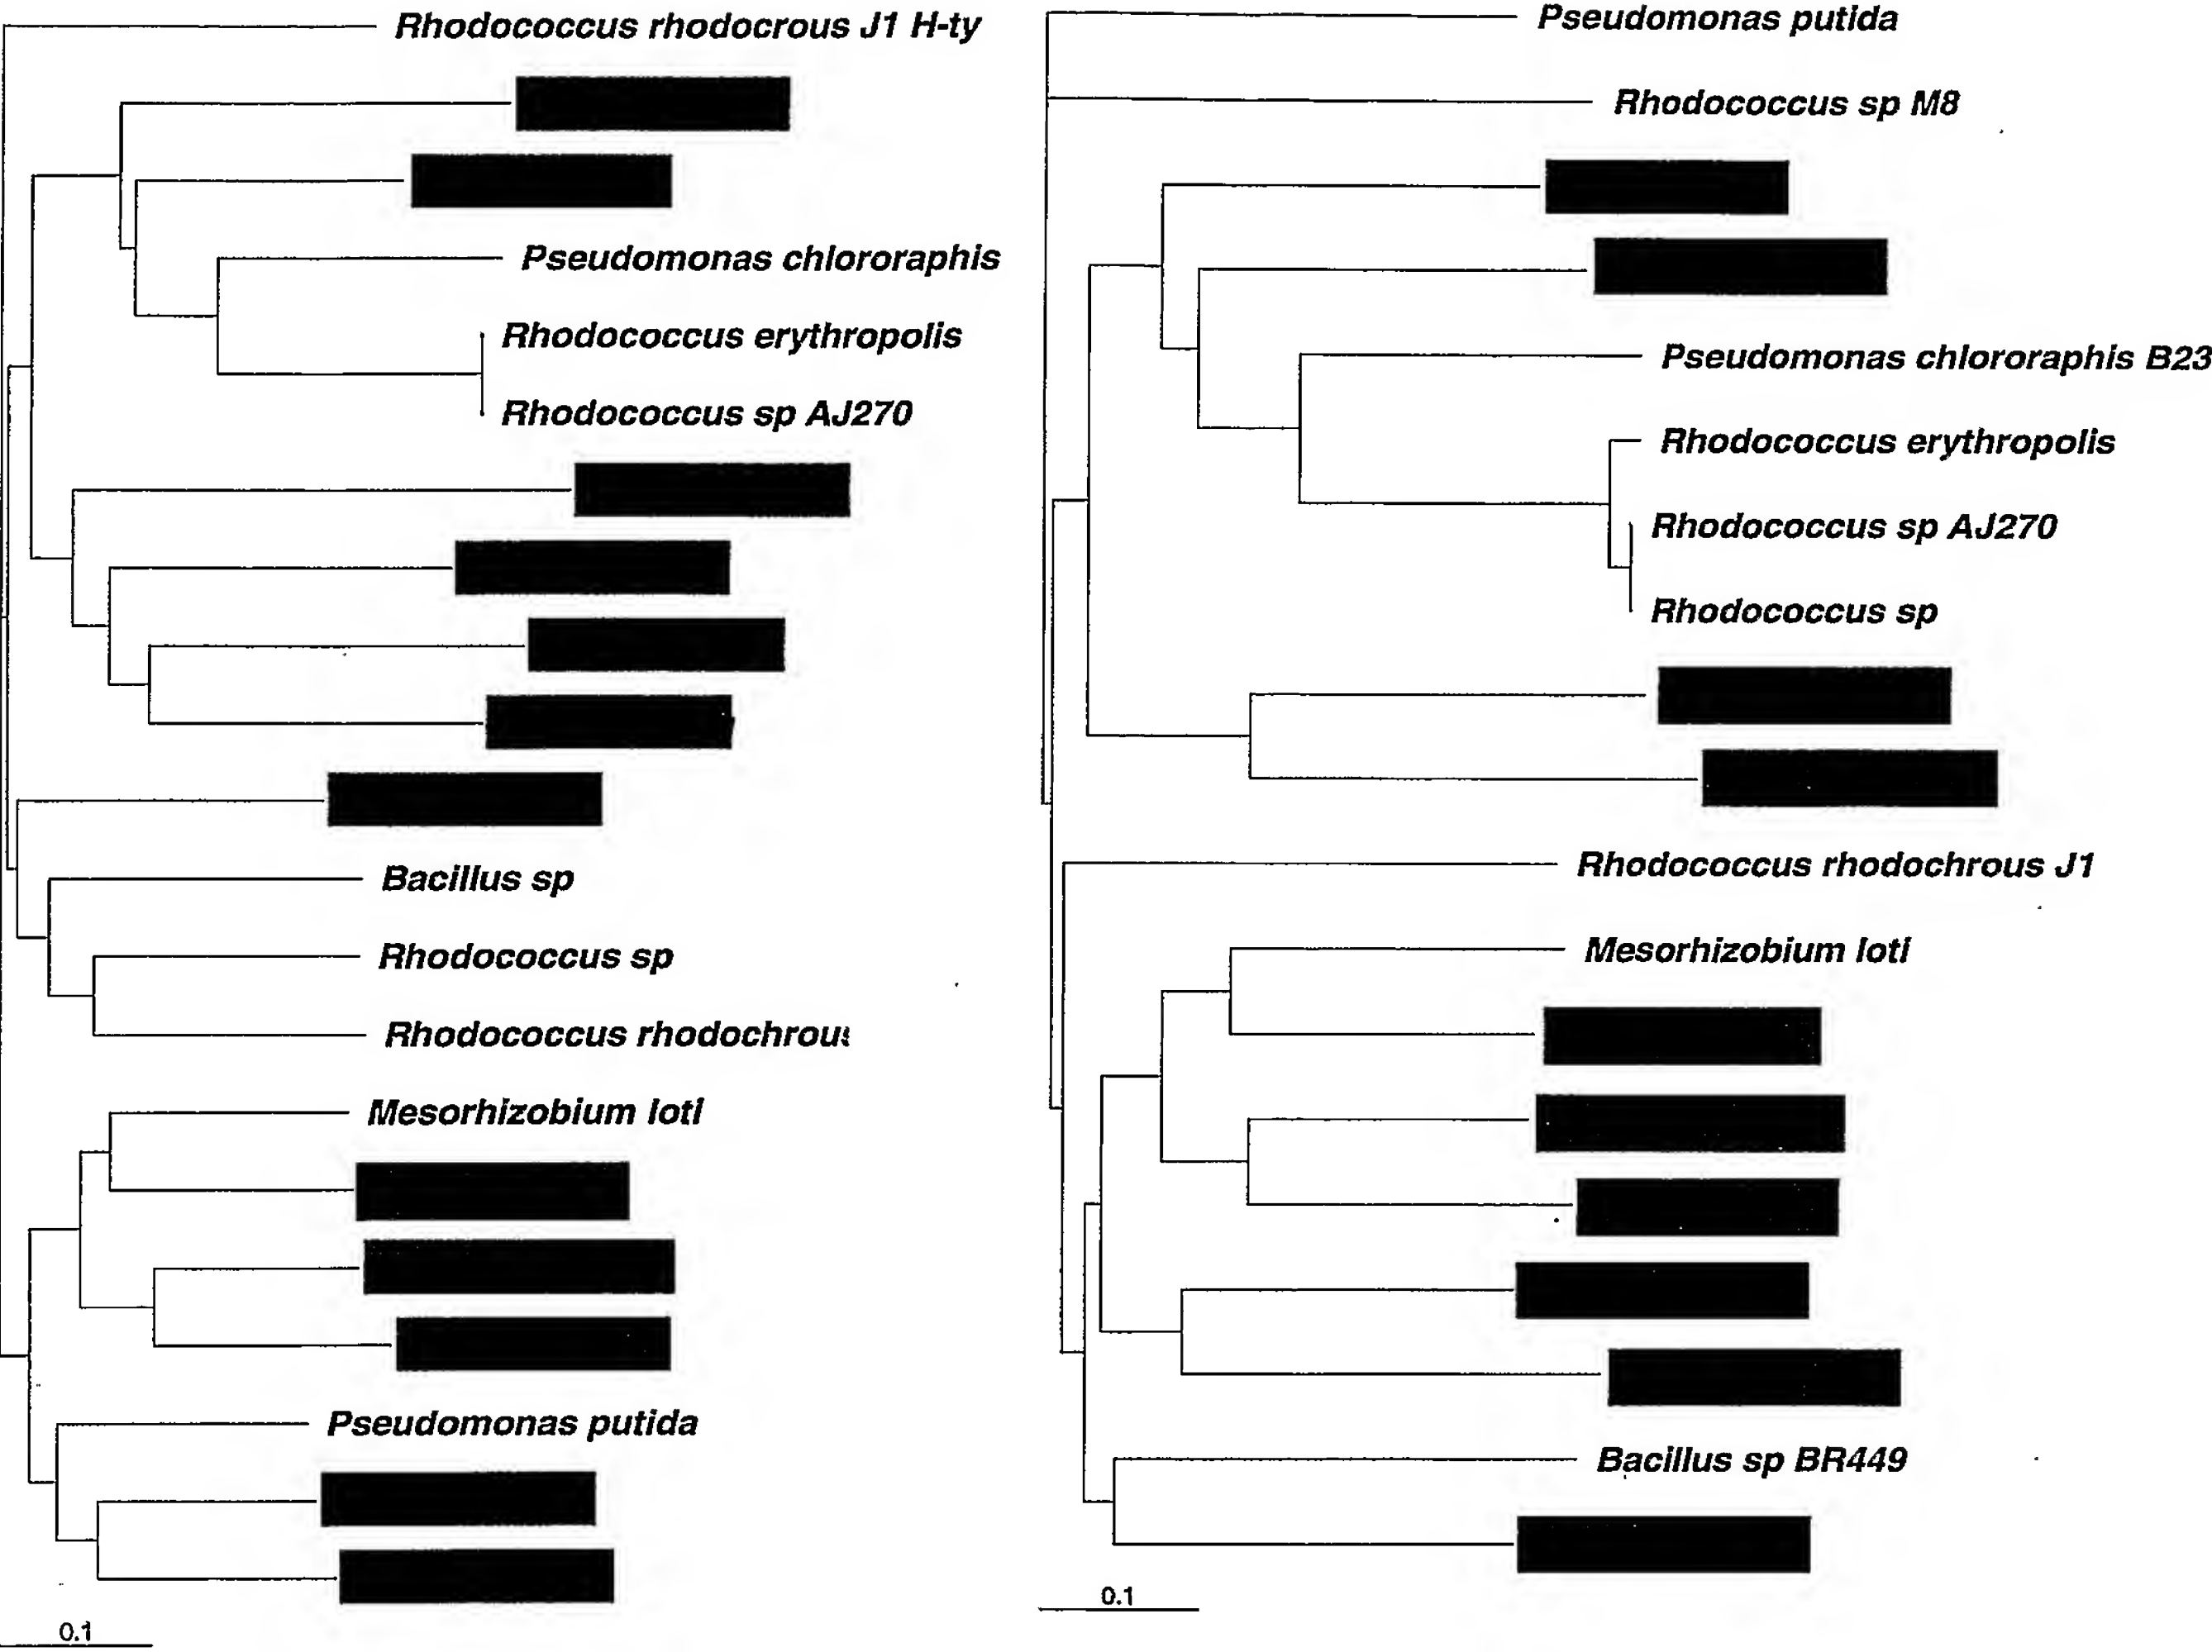 Rhodococcus rhodocrous J1 H-ty
Pseudomonas chlororaphis
Rhodococcus erythropolis
Rhodococcus sp AJ270
Bacillus sp
Rhodococcus sp
Rhodococcus rhodochrous
Mesorhizobium loti
Pseudomonas putida
0.1
Pseudomonas putida
Rhodococcus sp M8
Pseudomonas chlororaphis B23
Rhodococcus erythropolis
Rhodococcus sp AJ270
Rhodococcus sp
Rhodococcus rhodochrous J1
Mesorhizobium loti
Bacillus sp BR449
0.1